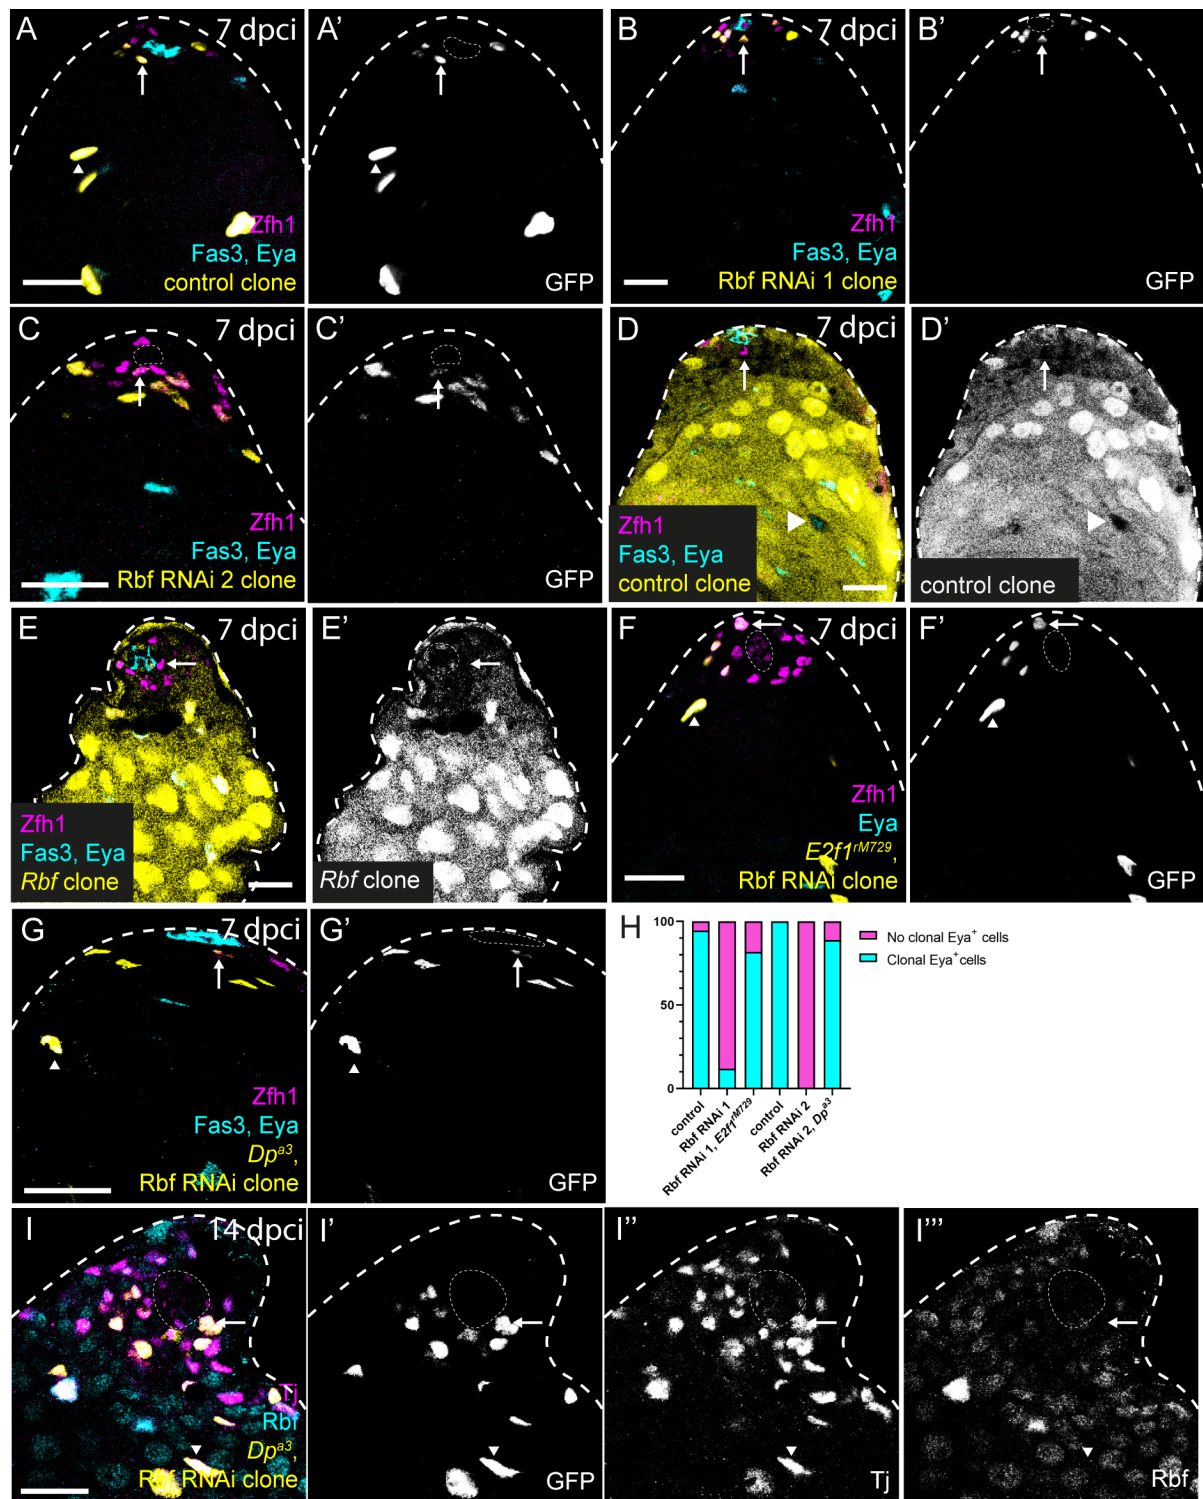 A
7 dpci
Zfh1
Fas3, Eya
control clone
A'
GFP
B
7 dpci
Zfh1
Fas3, Eya
Rbf RNAi 1 clone
B'
GFP
C
7 dpci
Zfh1
Fas3, Eya
Rbf RNAi 2 clone
C'
GFP
D
7 dpci
Zfh1
Fas3, Eya
control clone
D'
control clone
E
7 dpci
Zfh1
Fas3, Eya
Rbf clone
E'
Rbf clone
F
7 dpci
Zfh1
Eya
E2f1rM729,
Rbf RNAi clone
F'
GFP
G
7 dpci
Zfh1
Fas3, Eya
Dpa3,
Rbf RNAi clone
G'
GFP
H
100
50
0
No clonal Eya+ cells
Clonal Eya+ cells
control
Rbf RNAi 1
Rbf RNAi 1, E2f1rM729
control
Rbf RNAi 2
Rbf RNAi 2, Dpa3
I
14 dpci
Tj
Rbf
Dpa3,
Rbf RNAi clone
I'
GFP
I''
Tj
I'''
Rbf